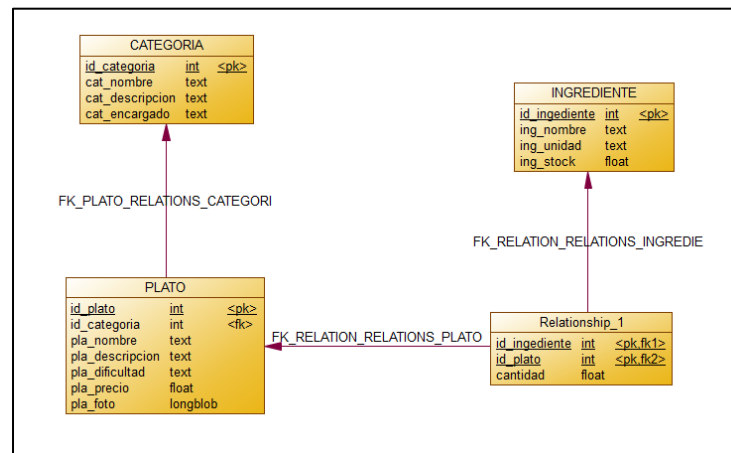 CATEGORIA
id_categoria int <pk>
cat_nombre text
cat_descripcion text
cat_encargado text
INGREDIENTE
id_ingediente int <pk>
ing_nombre text
ing_unidad text
ing_stock float
FK_PLATO_RELATIONS_CATEGORI
FK_RELATION_RELATIONS_INGREDIE
PLATO
id_plato int <pk>
id_categoria int <fk>
pla_nombre text
pla_descripcion text
pla_dificultad text
pla_precio float
pla_foto longblob
FK_RELATION_RELATIONS_PLATO
Relationship_1
id_ingediente int <pk,fk1>
id_plato int <pk,fk2>
cantidad float